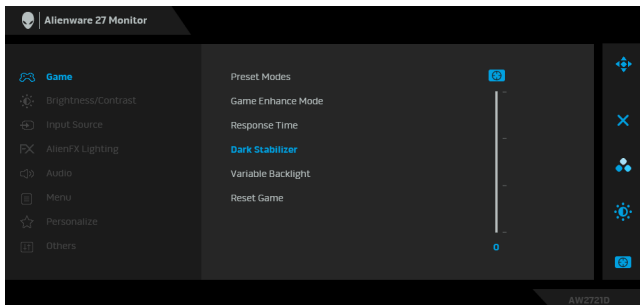 Alienware 27 Monitor
Game
Brightness/Contrast
Input Source
AlienFX Lighting
Audio
Menu
Personalize
Others
Preset Modes
Game Enhance Mode
Response Time
Dark Stabilizer
Variable Backlight
Reset Game
0
AW2721D